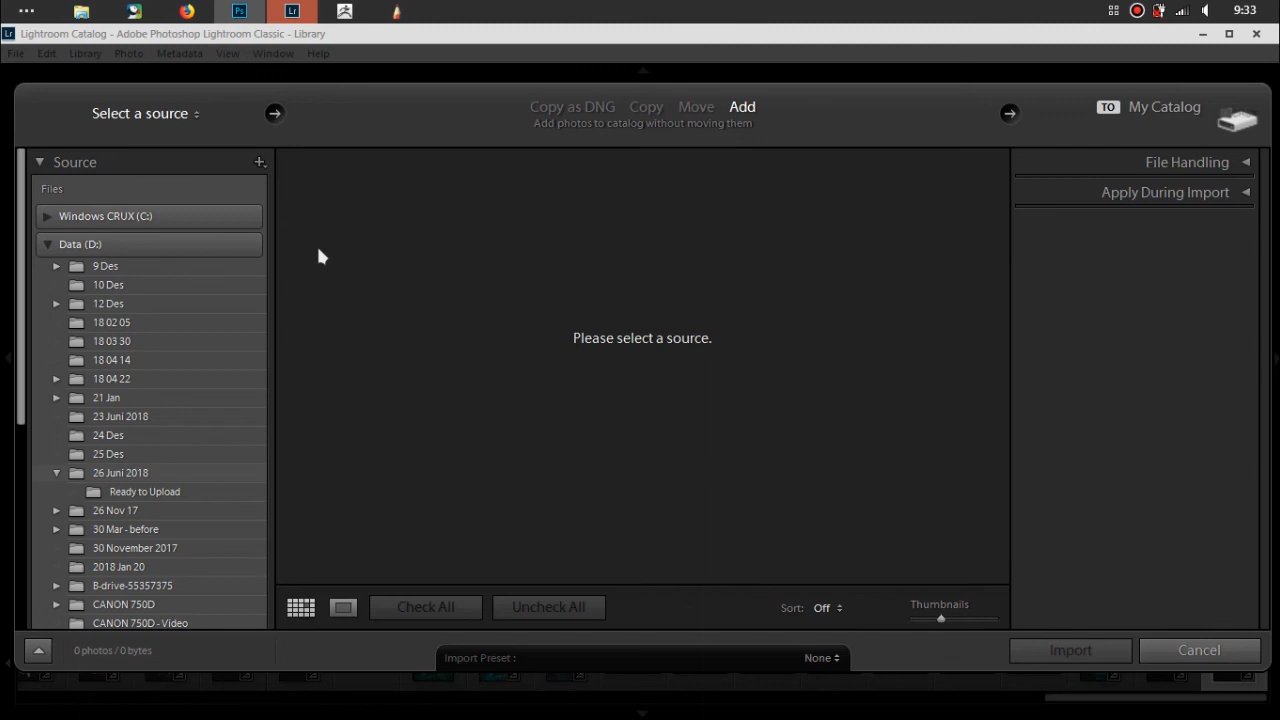 9:33
Lightroom Catalog - Adobe Photoshop Lightroom Classic - Library
File Edit Library Photo Metadata View Window Help
Select a source
Copy as DNG Copy Move Add
Add photos to catalog without moving them
TO My Catalog
Source
Files
Windows CRUX (C:)
Data (D:)
9 Des
10 Des
12 Des
18 02 05
18 03 30
18 04 14
18 04 22
21 Jan
23 Juni 2018
24 Des
25 Des
26 Juni 2018
Ready to Upload
26 Nov 17
30 Mar - before
30 November 2017
2018 Jan 20
B-drive-55357375
CANON 750D
CANON 750D - Video
Please select a source.
File Handling
Apply During Import
Check All
Uncheck All
Sort: Off
Thumbnails
0 photos / 0 bytes
Import Preset : None
Import
Cancel
Ps
Lr
Lr